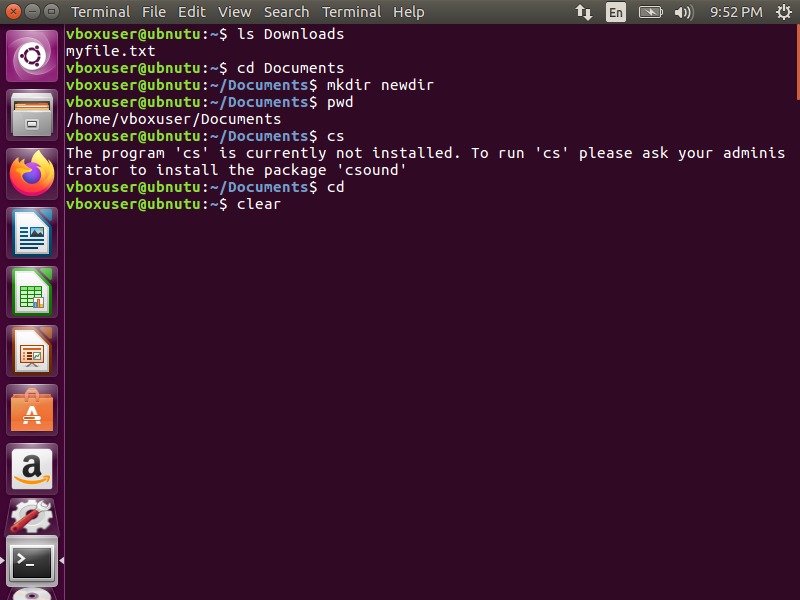 Terminal File Edit View Search Terminal Help En 9:52 PM
vboxuser@ubnutu:~$ ls Downloads
myfile.txt
vboxuser@ubnutu:~$ cd Documents
vboxuser@ubnutu:~/Documents$ mkdir newdir
vboxuser@ubnutu:~/Documents$ pwd
/home/vboxuser/Documents
vboxuser@ubnutu:~/Documents$ cs
The program 'cs' is currently not installed. To run 'cs' please ask your adminis
trator to install the package 'csound'
vboxuser@ubnutu:~/Documents$ cd
vboxuser@ubnutu:~$ clear